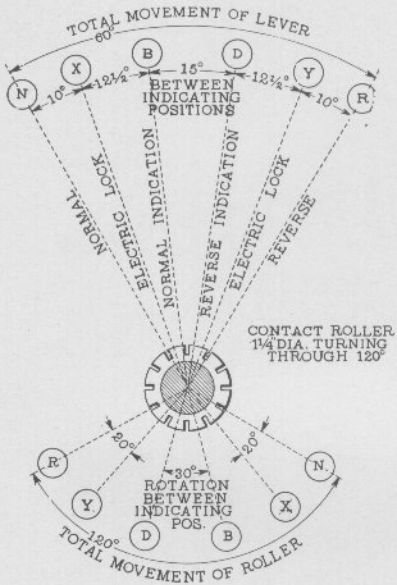 TOTAL MOVEMENT OF LEVER
60°
N X B D Y R
10° 12½° 15° 12½° 10°
BETWEEN
INDICATING
POSITIONS
NORMAL
ELECTRIC LOCK
NORMAL INDICATION
REVERSE INDICATION
ELECTRIC LOCK
REVERSE
CONTACT ROLLER
1¼" DIA. TURNING
THROUGH 120°
20° 20°
R Y D B X N.
30°
ROTATION
BETWEEN
INDICATING
POS.
120°
TOTAL MOVEMENT OF ROLLER